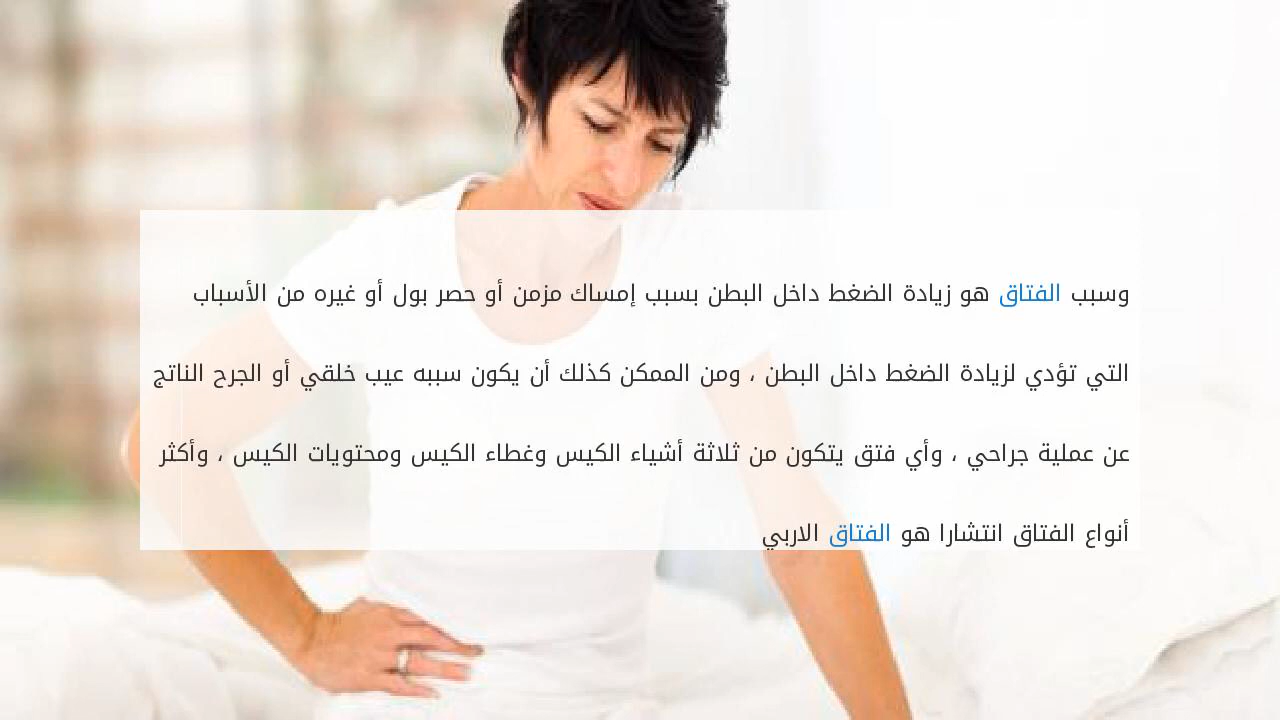 وسبب الفتاق هو زيادة الضغط داخل البطن بسبب إمساك مزمن أو حصر بول أو غيره من الأسباب
التي تؤدي لزيادة الضغط داخل البطن ، ومن الممكن كذلك أن يكون سببه عيب خلقي أو الجرح الناتج
عن عملية جراحي ، وأي فتق يتكون من ثلاثة أشياء الكيس وغطاء الكيس ومحتويات الكيس ، وأكثر
أنواع الفتاق انتشارا هو الفتاق الاربي